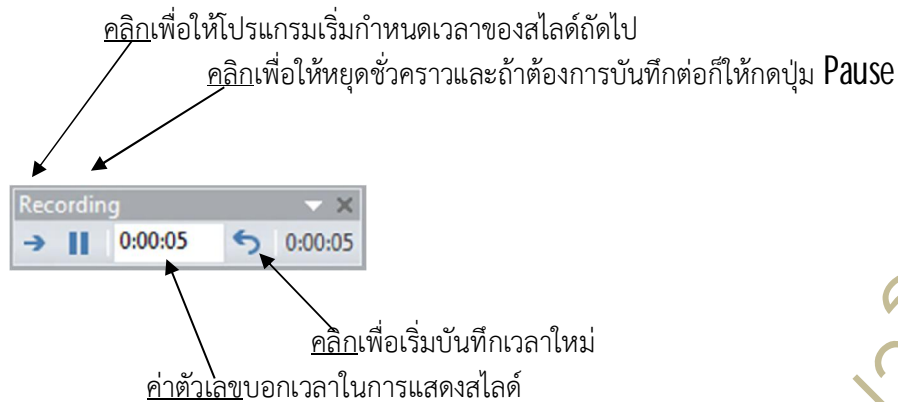 คลิกเพื่อให้โปรแกรมเริ่มกำหนดเวลาของสไลด์ถัดไป
คลิกเพื่อให้หยุดชั่วคราวและถ้าต้องการบันทึกต่อก็ให้กดปุ่ม Pause
Recording
0:00:05 0:00:05
คลิกเพื่อเริ่มบันทึกเวลาใหม่
ค่าตัวเลขบอกเวลาในการแสดงสไลด์